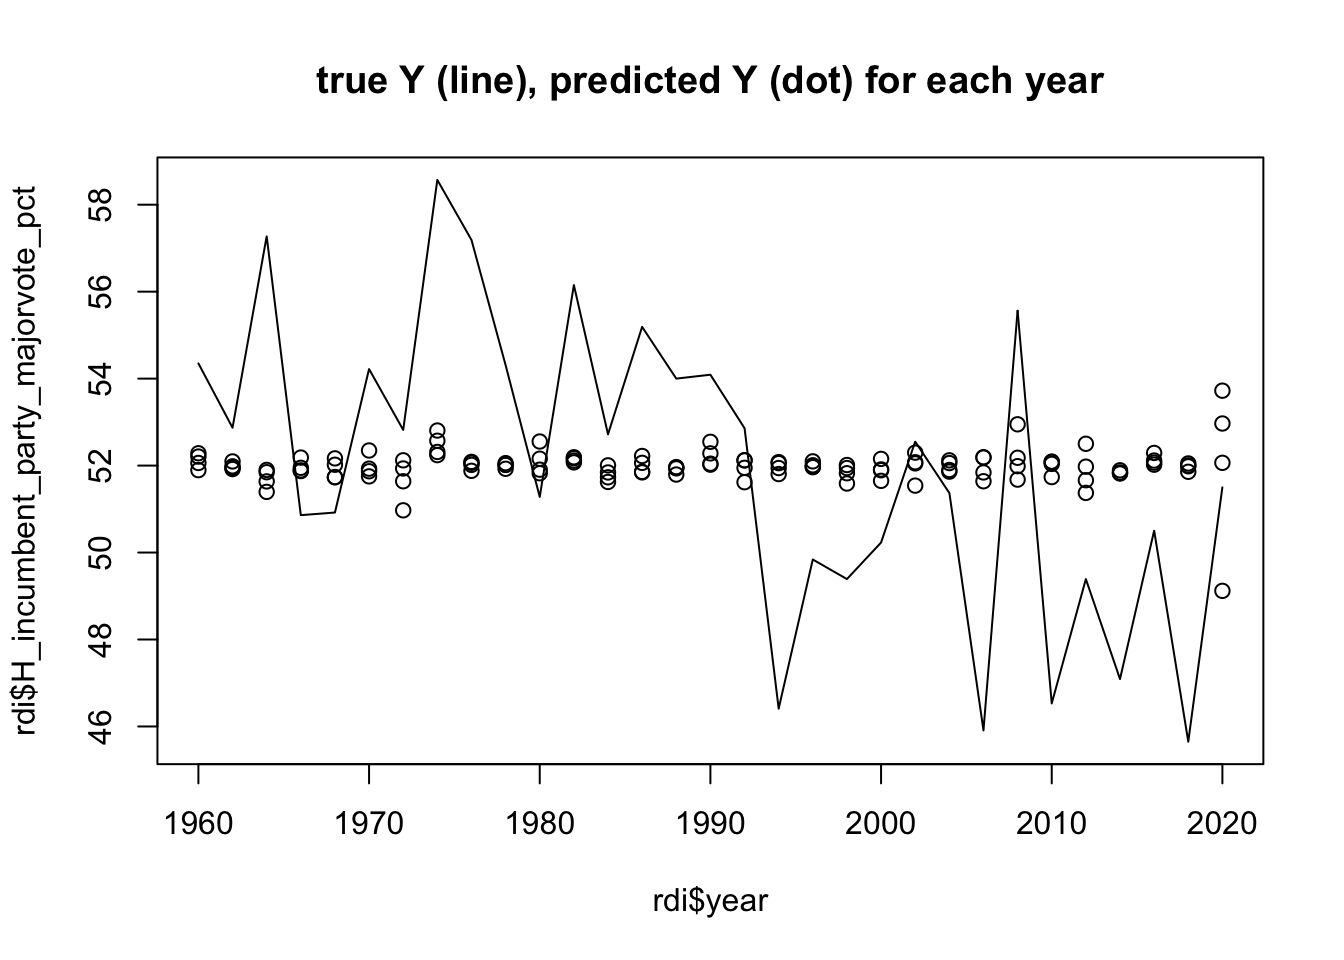 true Y (line), predicted Y (dot) for each year
rdi$H_incumbent_party_majorvote_pct
58
56
54
52
50
48
46
1960 1970 1980 1990 2000 2010 2020
rdi$year